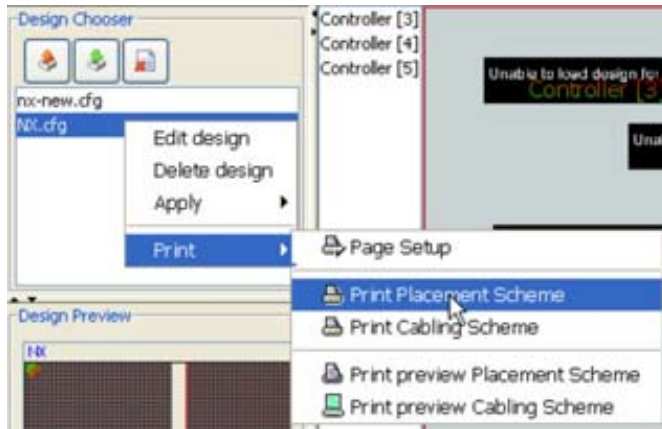 Design Chooser
nx-new.cfg
NX.cfg
Edit design
Delete design
Apply
Print
Page Setup
Print Placement Scheme
Print Cabling Scheme
Print preview Placement Scheme
Print preview Cabling Scheme
Design Preview
NX
Controller [3]
Controller [4]
Controller [5]
Unable to load design for
Controller [3
Una